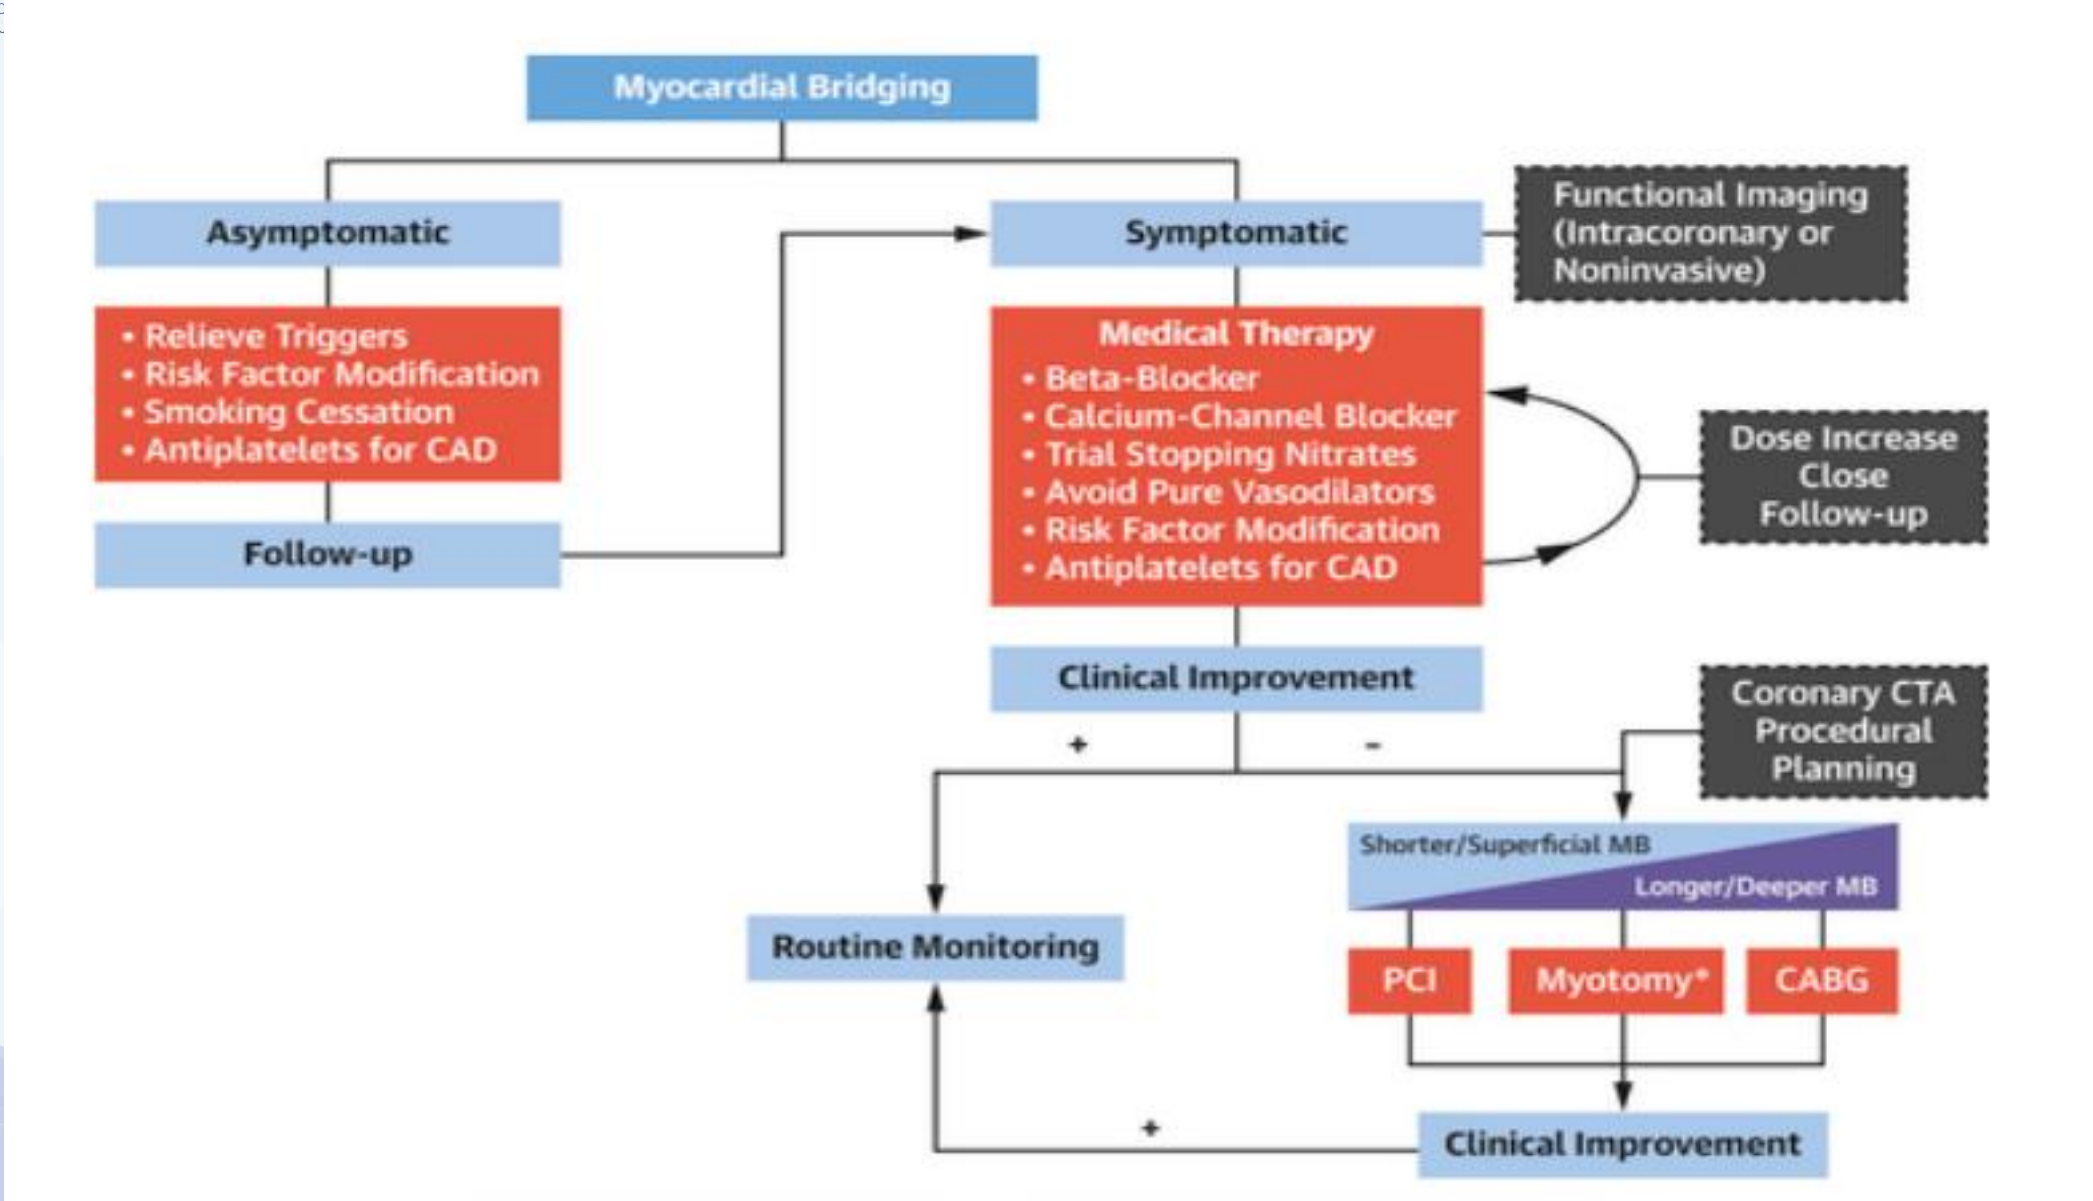 Myocardial Bridging
Asymptomatic
• Relieve Triggers
• Risk Factor Modification
• Smoking Cessation
• Antiplatelets for CAD
Follow-up
Symptomatic
Functional Imaging
(Intracoronary or
Noninvasive)
Medical Therapy
• Beta-Blocker
• Calcium-Channel Blocker
• Trial Stopping Nitrates
• Avoid Pure Vasodilators
• Risk Factor Modification
• Antiplatelets for CAD
Dose Increase
Close
Follow-up
Clinical Improvement
+
-
Coronary CTA
Procedural
Planning
Shorter/Superficial MB
Longer/Deeper MB
Routine Monitoring
PCI
Myotomy*
CABG
+
Clinical Improvement